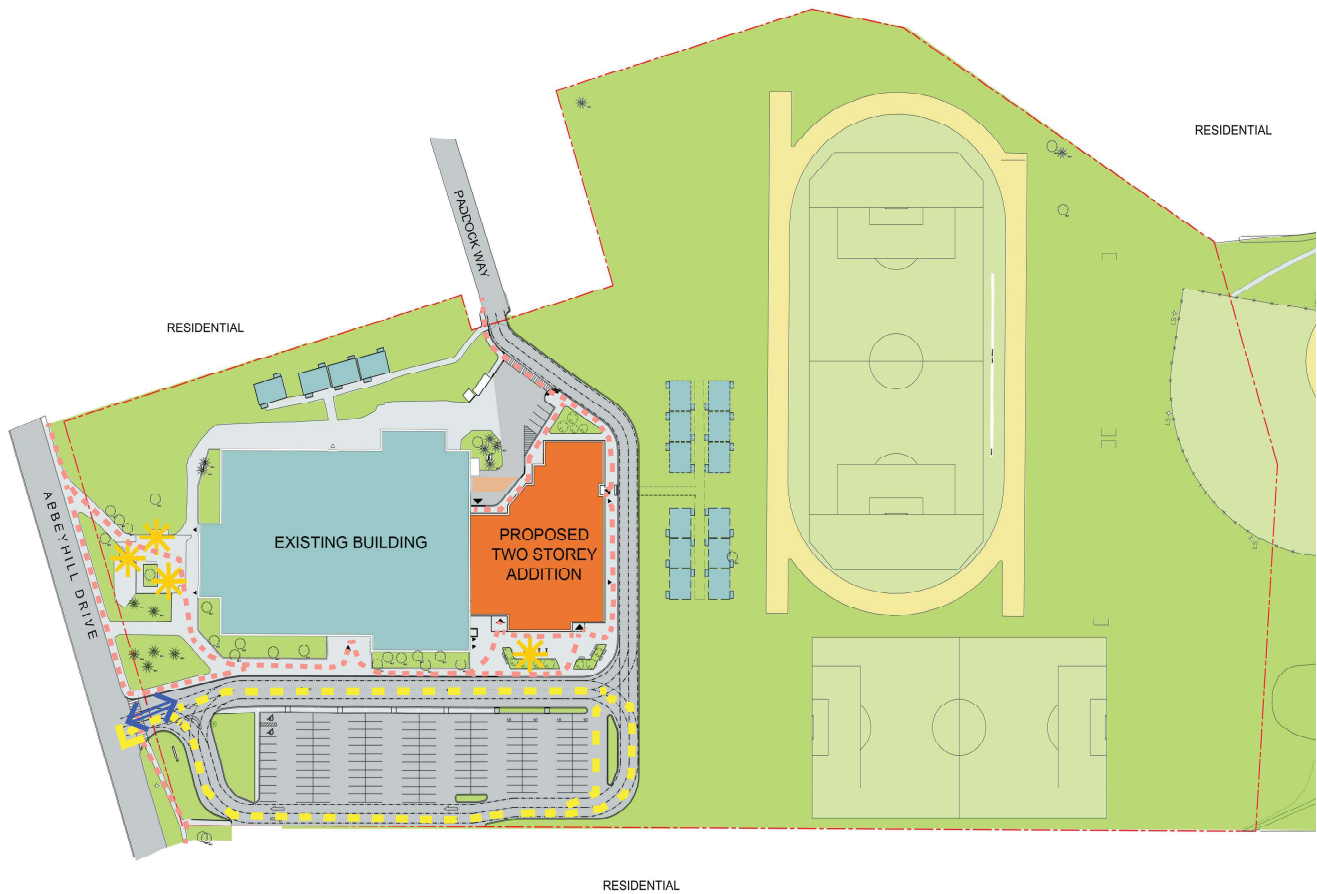 RESIDENTIAL
PADDOCK WAY
RESIDENTIAL
ABBEYHILL DRIVE
EXISTING BUILDING
PROPOSED
TWO STOREY
ADDITION
RESIDENTIAL